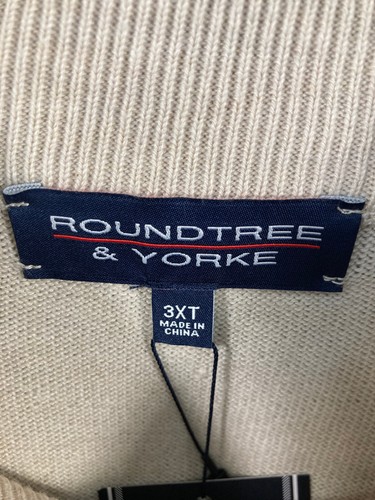 ROUNDTREE
& YORKE
3XT
MADE IN
CHINA